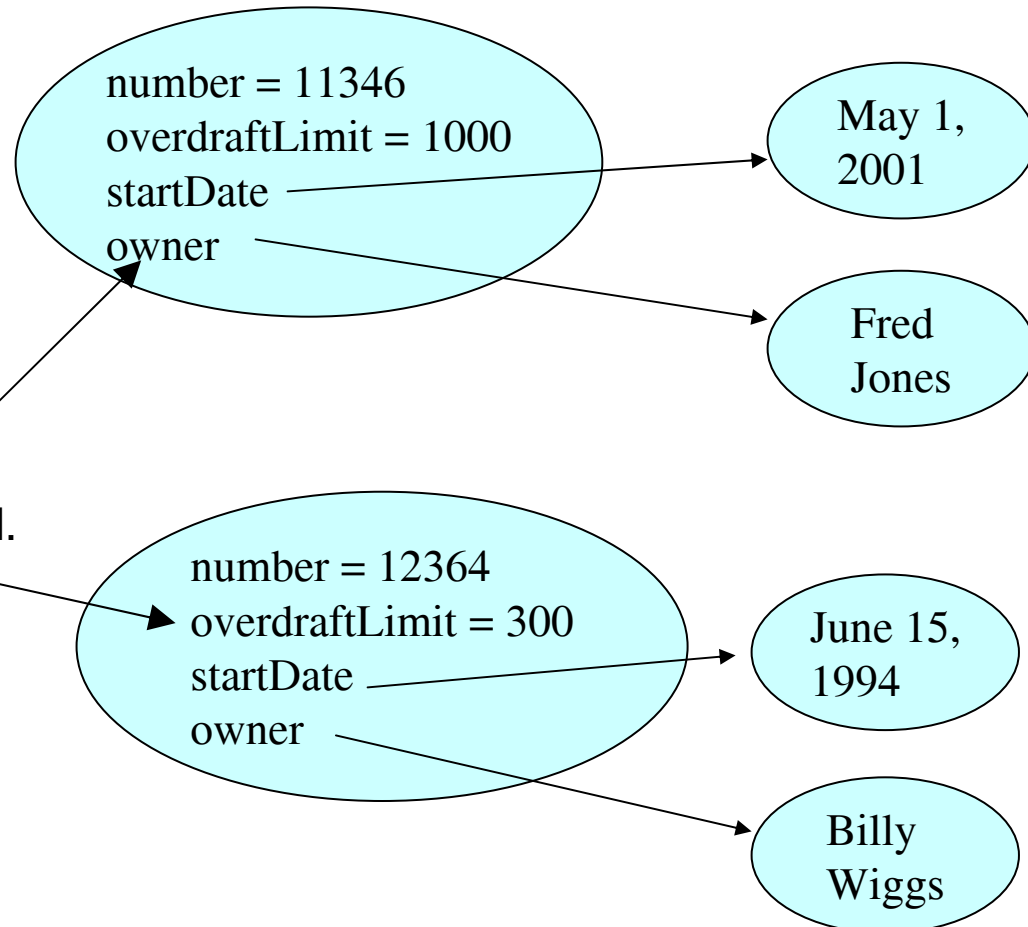 number = 11346
overdraftLimit = 1000
startDate
owner
May 1,
2001
Fred
Jones
number = 12364
overdraftLimit = 300
startDate
owner
June 15,
1994
Billy
Wiggs